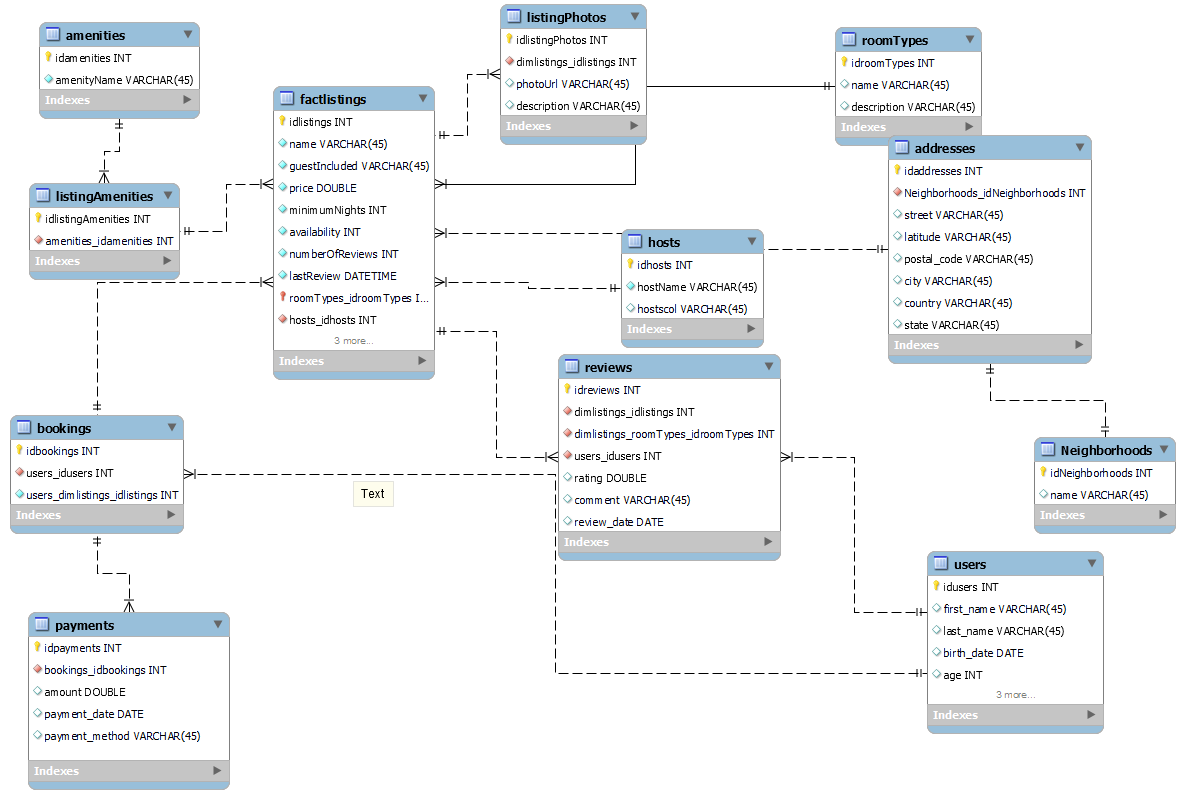 amenities
idamenities INT
amenityName VARCHAR(45)
Indexes
listingAmenities
idlistingAmenities INT
amenities_idamenities INT
Indexes
factlistings
idlistings INT
name VARCHAR(45)
guestIncluded VARCHAR(45)
price DOUBLE
minimumNights INT
availability INT
numberOfReviews INT
lastReview DATETIME
roomTypes_idroomTypes I...
hosts_idhosts INT
3 more...
Indexes
listingPhotos
idlistingPhotos INT
dimlistings_idlistings INT
photoUrl VARCHAR(45)
description VARCHAR(45)
Indexes
roomTypes
idroomTypes INT
name VARCHAR(45)
description VARCHAR(45)
Indexes
addresses
idaddresses INT
Neighborhoods_idNeighborhoods INT
street VARCHAR(45)
latitude VARCHAR(45)
postal_code VARCHAR(45)
city VARCHAR(45)
country VARCHAR(45)
state VARCHAR(45)
Indexes
hosts
idhosts INT
hostName VARCHAR(45)
hostscol VARCHAR(45)
Indexes
reviews
idreviews INT
dimlistings_idlistings INT
dimlistings_roomTypes_idroomTypes INT
users_idusers INT
rating DOUBLE
comment VARCHAR(45)
review_date DATE
Indexes
Neighborhoods
idNeighborhoods INT
name VARCHAR(45)
Indexes
bookings
idbookings INT
users_idusers INT
users_dimlistings_idlistings INT
Indexes
Text
users
idusers INT
first_name VARCHAR(45)
last_name VARCHAR(45)
birth_date DATE
age INT
3 more...
Indexes
payments
idpayments INT
bookings_idbookings INT
amount DOUBLE
payment_date DATE
payment_method VARCHAR(45)
Indexes